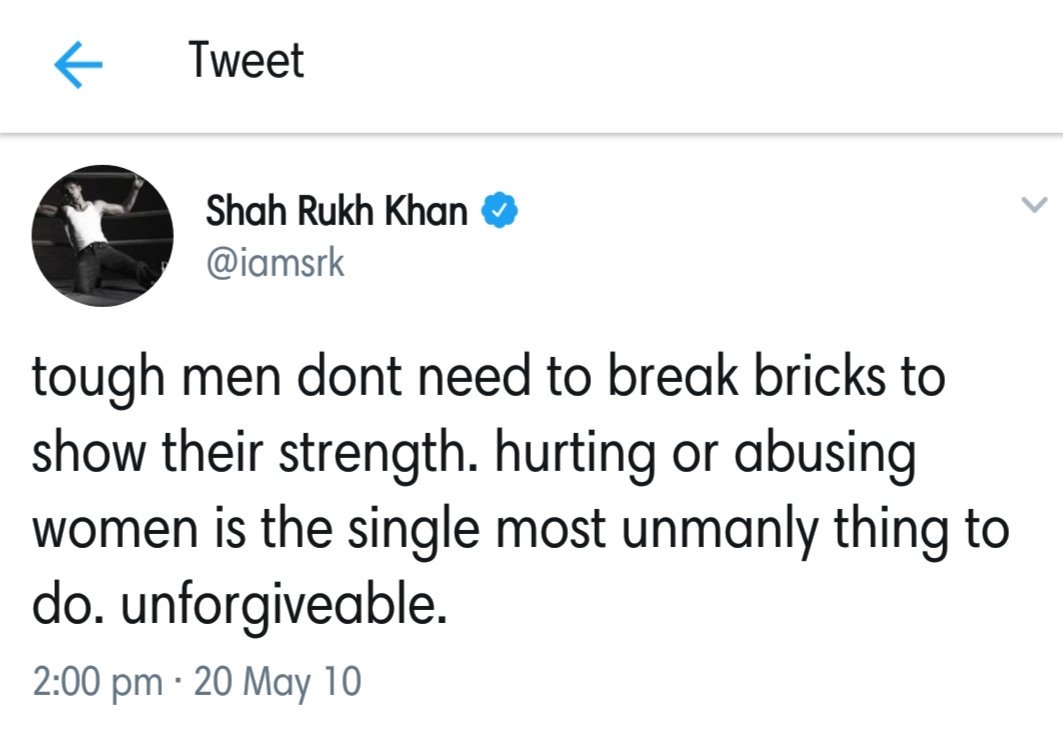 Tweet
Shah Rukh Khan
@iamsrk
tough men dont need to break bricks to
show their strength. hurting or abusing
women is the single most unmanly thing to
do. unforgiveable.
2:00 pm · 20 May 10